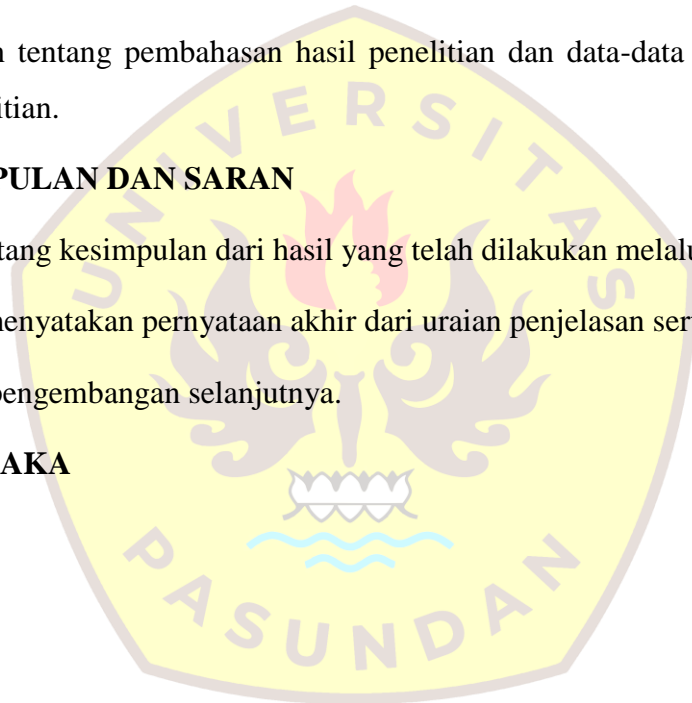 tentang pembahasan hasil penelitian dan data-data
itian.
PULAN DAN SARAN
tang kesimpulan dari hasil yang telah dilakukan melalu
menyatakan pernyataan akhir dari uraian penjelasan ser
pengembangan selanjutnya.
AKA
UNIVERSITAS
PASUNDAN